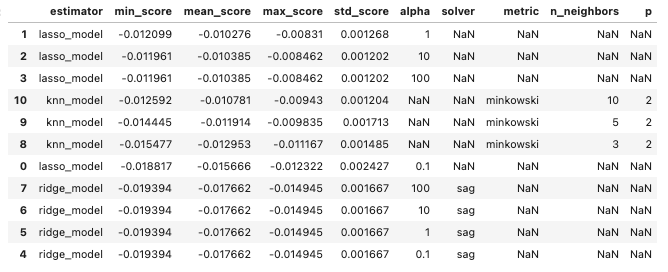 estimator min_score mean_score max_score std_score alpha solver metric n_neighbors p
1 lasso_model -0.012099 -0.010276 -0.00831 0.001268 1 NaN NaN NaN NaN
2 lasso_model -0.011961 -0.010385 -0.008462 0.001202 10 NaN NaN NaN NaN
3 lasso_model -0.011961 -0.010385 -0.008462 0.001202 100 NaN NaN NaN NaN
10 knn_model -0.012592 -0.010781 -0.00943 0.001204 NaN NaN minkowski 10 2
9 knn_model -0.014445 -0.011914 -0.009835 0.001713 NaN NaN minkowski 5 2
8 knn_model -0.015477 -0.012953 -0.011167 0.001485 NaN NaN minkowski 3 2
0 lasso_model -0.018817 -0.015666 -0.012322 0.002427 0.1 NaN NaN NaN NaN
7 ridge_model -0.019394 -0.017662 -0.014945 0.001667 100 sag NaN NaN NaN
6 ridge_model -0.019394 -0.017662 -0.014945 0.001667 10 sag NaN NaN NaN
5 ridge_model -0.019394 -0.017662 -0.014945 0.001667 1 sag NaN NaN NaN
4 ridge_model -0.019394 -0.017662 -0.014945 0.001667 0.1 sag NaN NaN NaN